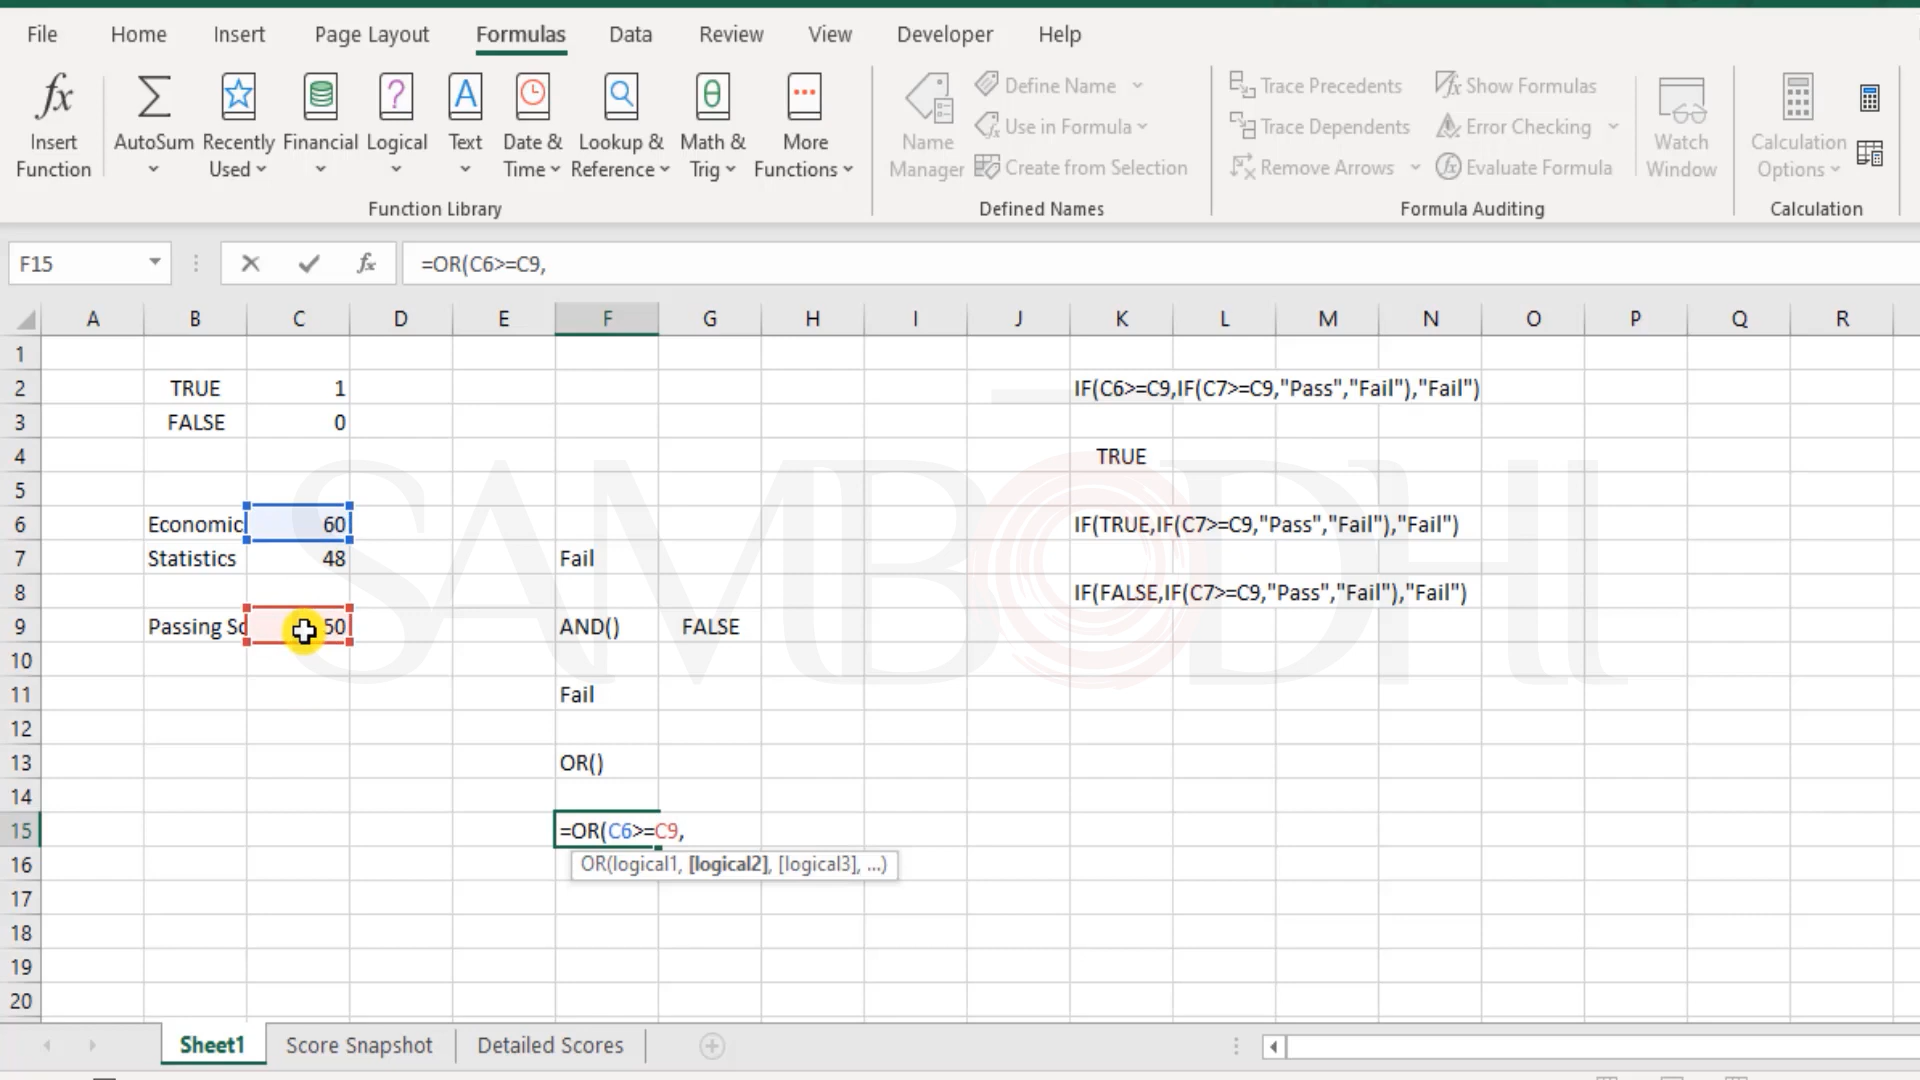 File Home Insert Page Layout Formulas Data Review View Developer Help
fx Σ ? A θ
Insert Function AutoSum Recently Used Financial Logical Text Date & Time Lookup & Reference Math & Trig More Functions
Function Library
Name Manager
Define Name
Use in Formula
Create from Selection
Defined Names
Trace Precedents Show Formulas
Trace Dependents Error Checking
Remove Arrows Evaluate Formula
Formula Auditing
Watch Window
Calculation Options
Calculation
F15 fx =OR(C6>=C9,
A B C D E F G H I J K L M N O P Q R
1
2 TRUE 1 IF(C6>=C9,IF(C7>=C9,"Pass","Fail"),"Fail")
3 FALSE 0
4 TRUE
5
6 Economic 60 IF(TRUE,IF(C7>=C9,"Pass","Fail"),"Fail")
7 Statistics 48 Fail
8 IF(FALSE,IF(C7>=C9,"Pass","Fail"),"Fail")
9 Passing Sc 50 AND() FALSE
10
11 Fail
12
13 OR()
14
15 =OR(C6>=C9,
16 OR(logical1, [logical2], [logical3], ...)
17
18
19
20
SAMBODHI
Sheet1 Score Snapshot Detailed Scores